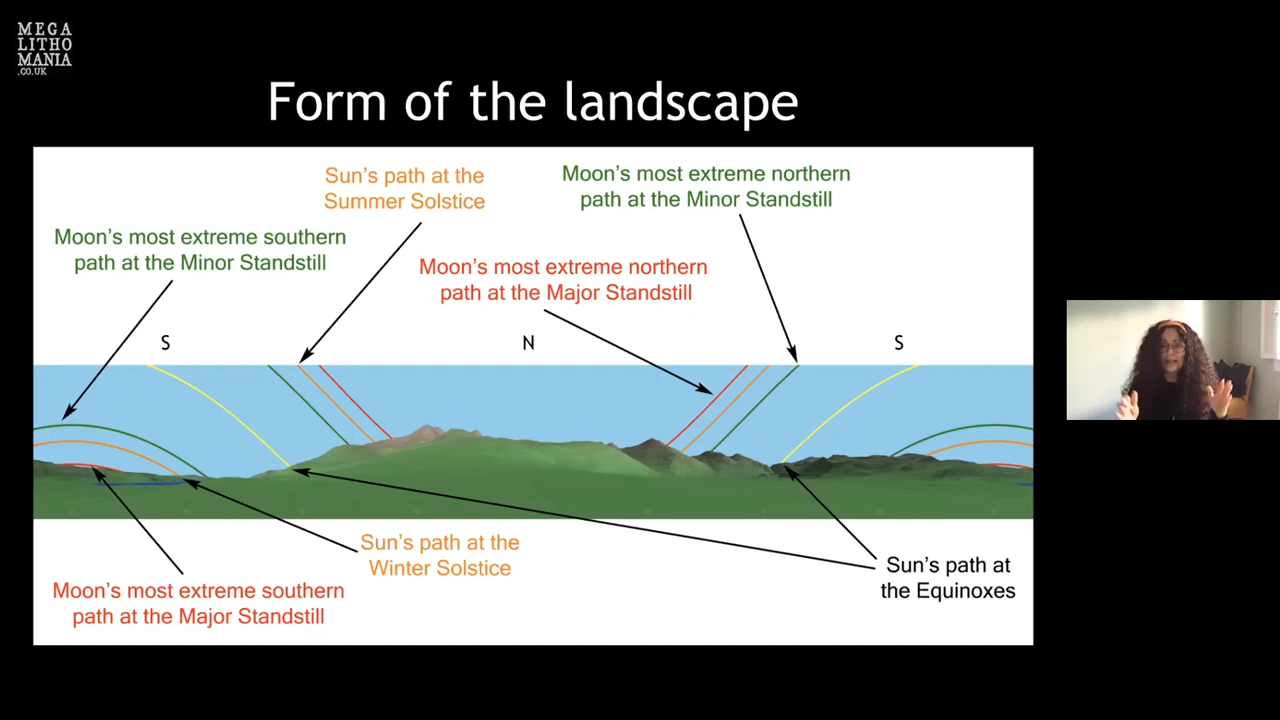 MEGA
LITHO
MANIA
.CO.UK
Form of the landscape
Sun's path at the
Summer Solstice
Moon's most extreme northern
path at the Minor Standstill
Moon's most extreme southern
path at the Minor Standstill
Moon's most extreme northern
path at the Major Standstill
S
N
S
Sun's path at the
Winter Solstice
Sun's path at
the Equinoxes
Moon's most extreme southern
path at the Major Standstill